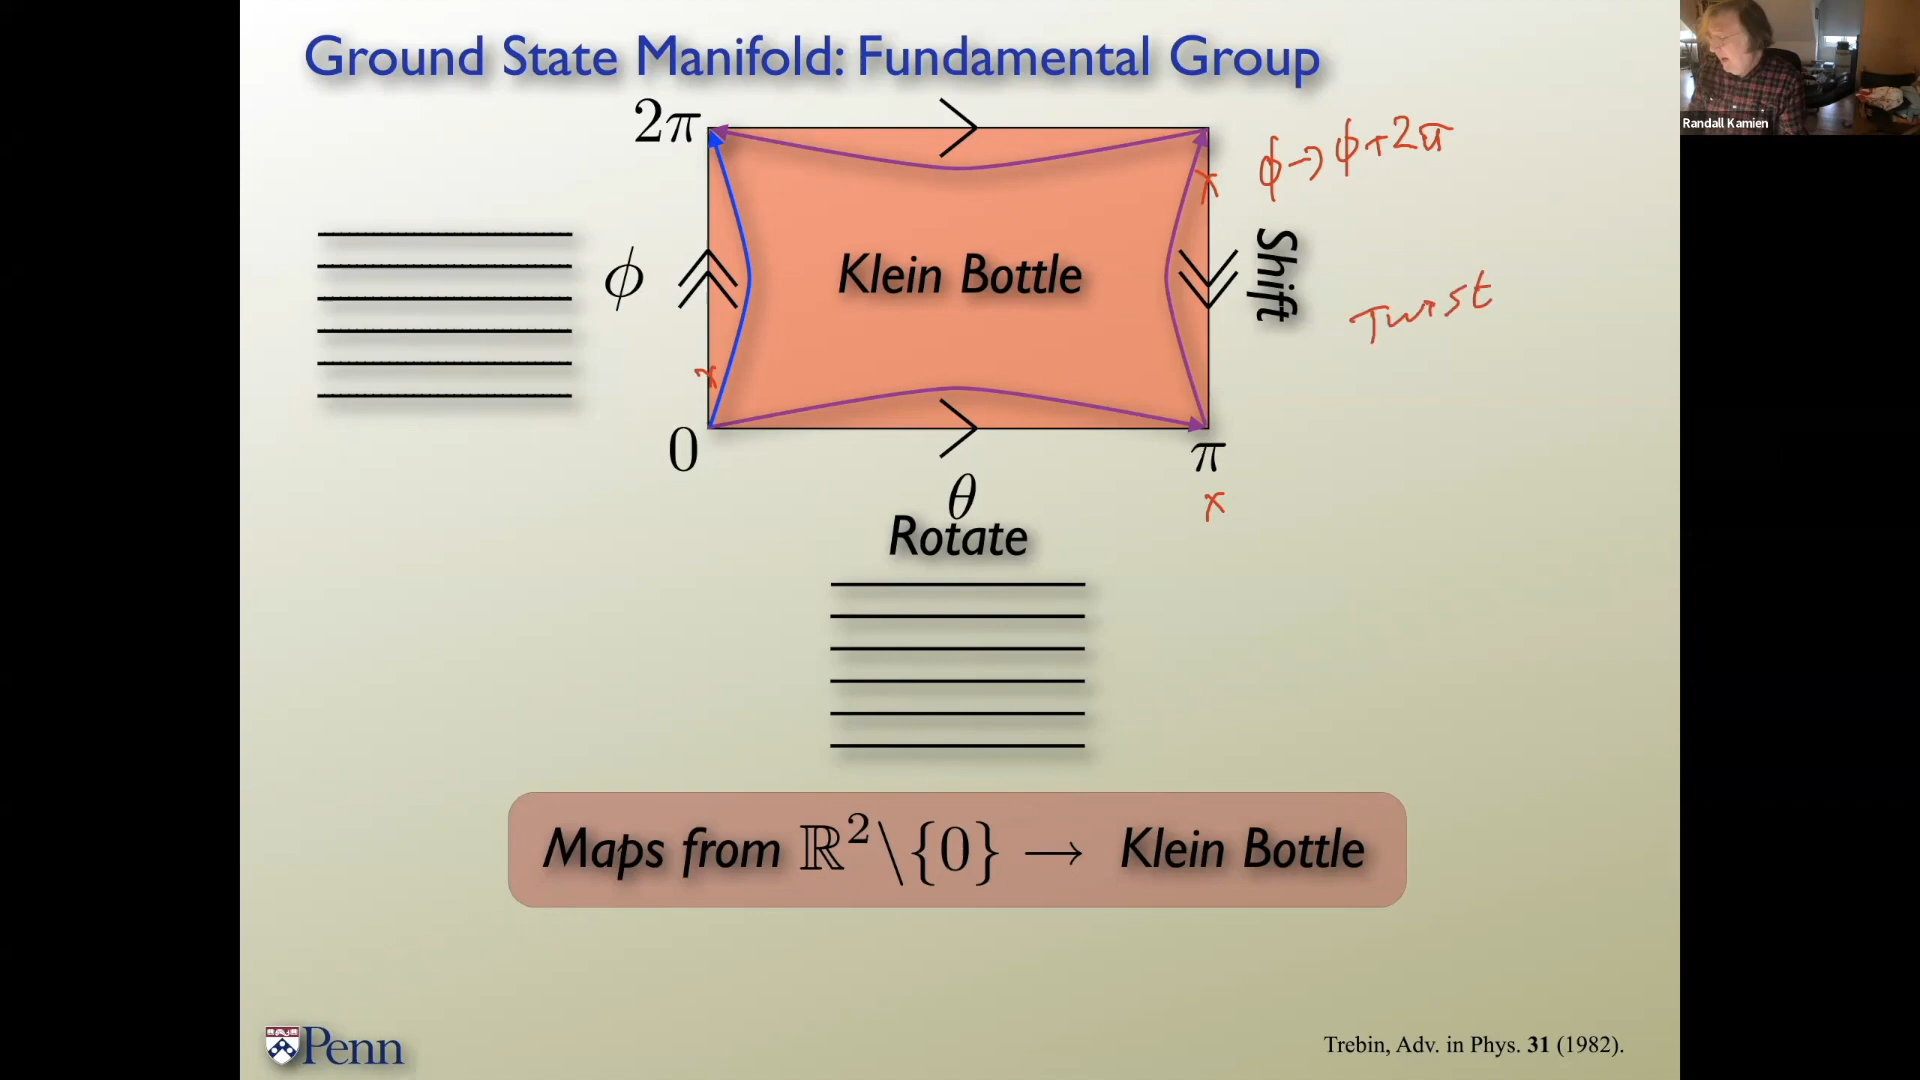 Ground State Manifold: Fundamental Group
Randall Kamien
2π
x
ϕ → ϕ+2π
ϕ
Klein Bottle
Shift
Twist
x
0
π
θ
x
Rotate
Maps from ℝ²\{0} → Klein Bottle
Penn
Trebin, Adv. in Phys. 31 (1982).